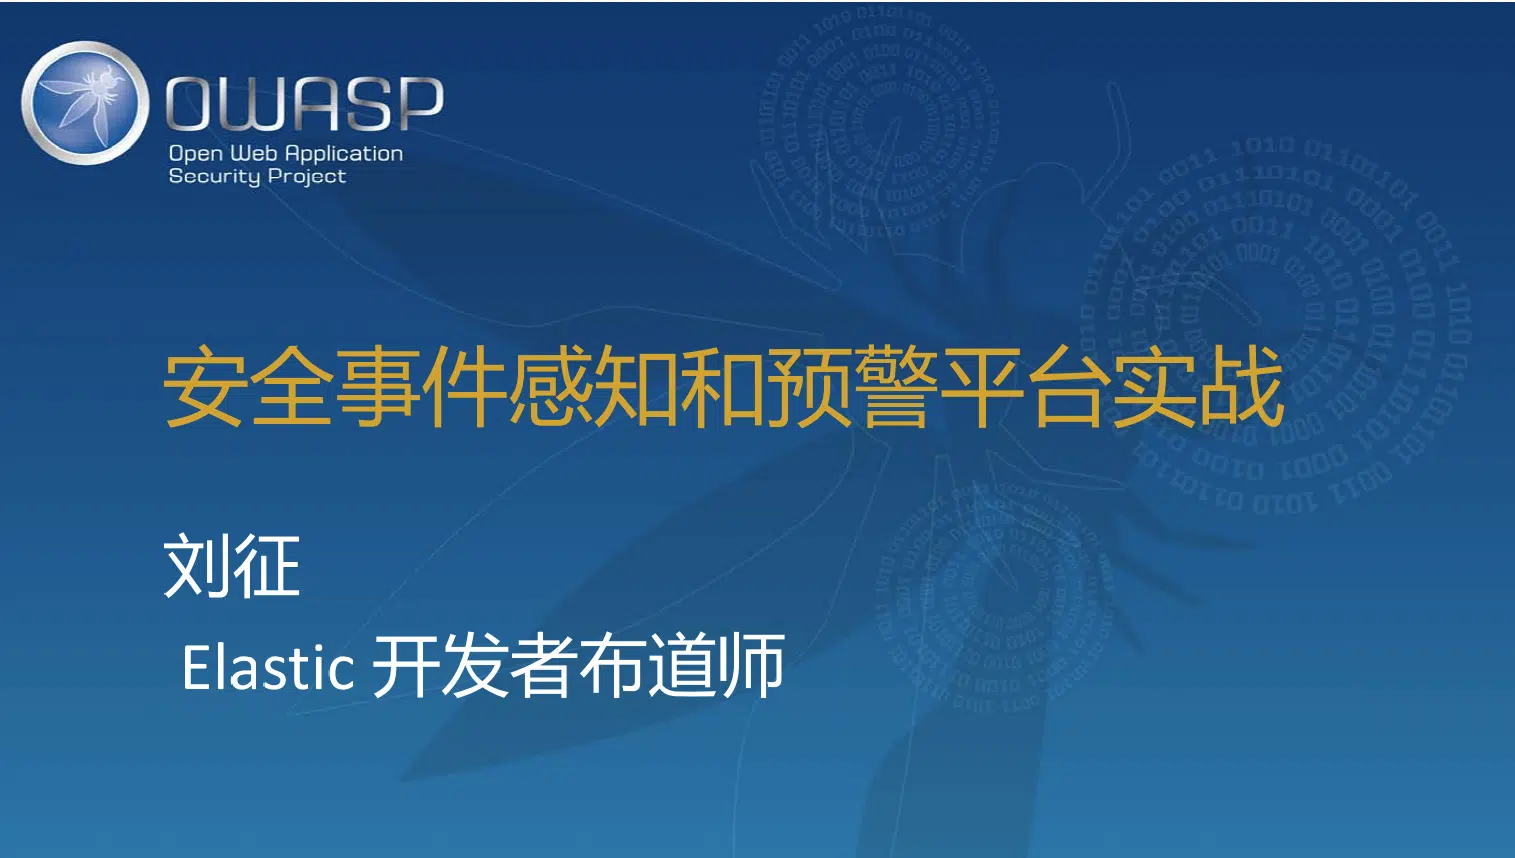 OWASP
Open Web Application
Security Project
安全事件感知和预警平台实战
刘征
Elastic 开发者布道师